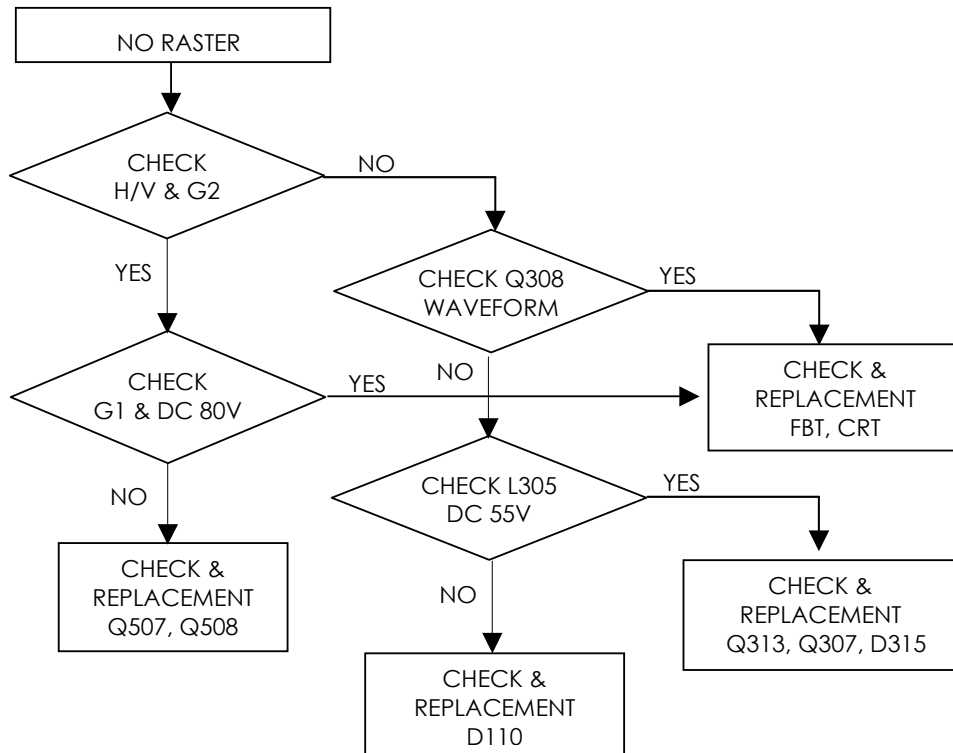 NO RASTER
CHECK
H/V & G2
NO
YES
CHECK Q308
WAVEFORM
YES
NO
CHECK
G1 & DC 80V
YES
CHECK &
REPLACEMENT
FBT, CRT
NO
CHECK L305
DC 55V
YES
NO
CHECK &
REPLACEMENT
Q507, Q508
CHECK &
REPLACEMENT
Q313, Q307, D315
CHECK &
REPLACEMENT
D110